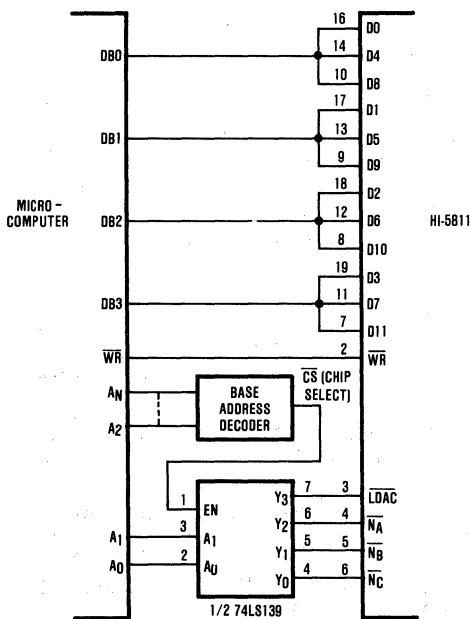 16 D0
DB0 14 D4
10 D8
17 D1
DB1 13 D5
9 D9
18 D2
MICRO-
COMPUTER
DB2 12 D6
HI-5811
8 D10
19 D3
DB3 11 D7
7 D11
WR 2 WR
CS (CHIP
SELECT)
AN
A2
BASE
ADDRESS
DECODER
1 EN Y3 7 3 LDAC
Y2 6 4 NA
A1 3 A1 Y1 5 5 NB
A0 2 A0 Y0 4 6 NC
1/2 74LS139